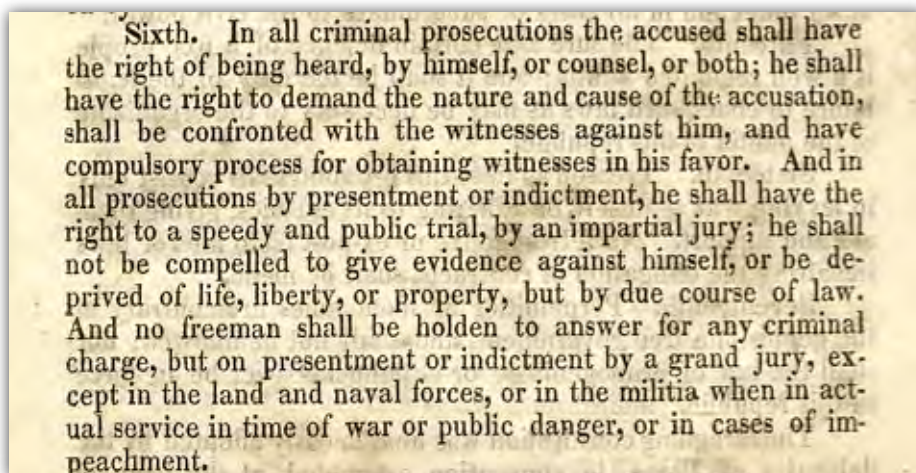 Sixth. In all criminal prosecutions the accused shall have
the right of being heard, by himself, or counsel, or both; he shall
have the right to demand the nature and cause of the accusation,
shall be confronted with the witnesses against him, and have
compulsory process for obtaining witnesses in his favor. And in
all prosecutions by presentment or indictment, he shall have the
right to a speedy and public trial, by an impartial jury; he shall
not be compelled to give evidence against himself, or be de-
prived of life, liberty, or property, but by due course of law.
And no freeman shall be holden to answer for any criminal
charge, but on presentment or indictment by a grand jury, ex-
cept in the land and naval forces, or in the militia when in act-
ual service in time of war or public danger, or in cases of im-
peachment.